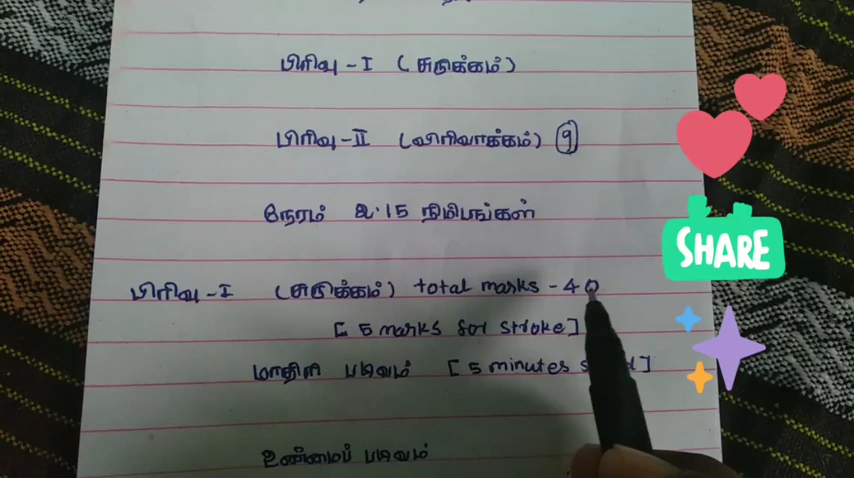 பிரிவு - I (சுருக்கம்)
பிரிவு - II (விரிவாக்கம்) 9
நேரம் 2.15 நிமிடங்கள்
பிரிவு - I (சுருக்கம்) total marks - 40
[5 marks for stroke]
மாதிரி படிவம் [5 minutes
உண்மைப் படிவம்
SHARE